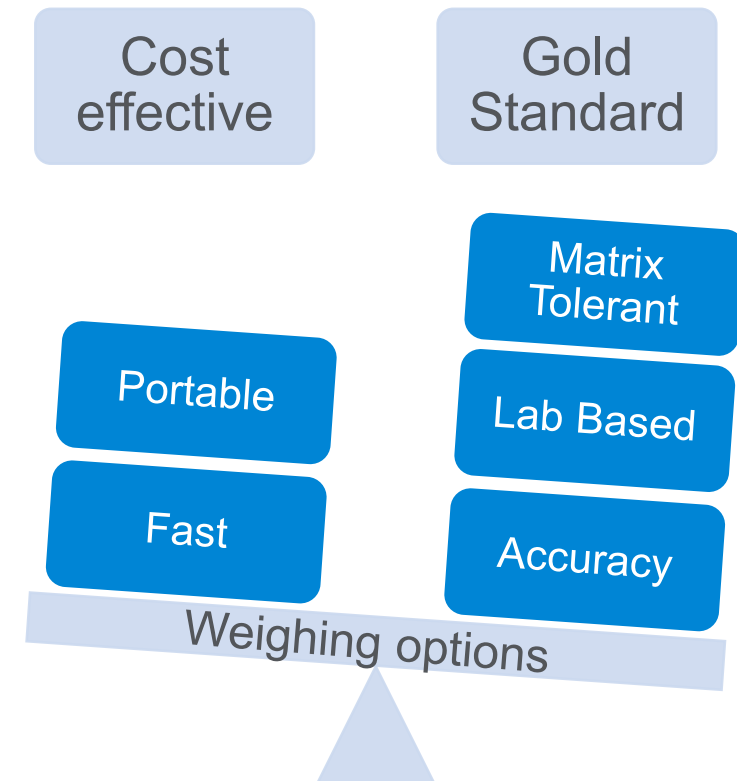 Cost
effective
Gold
Standard
Matrix
Tolerant
Portable
Lab Based
Fast
Accuracy
Weighing options